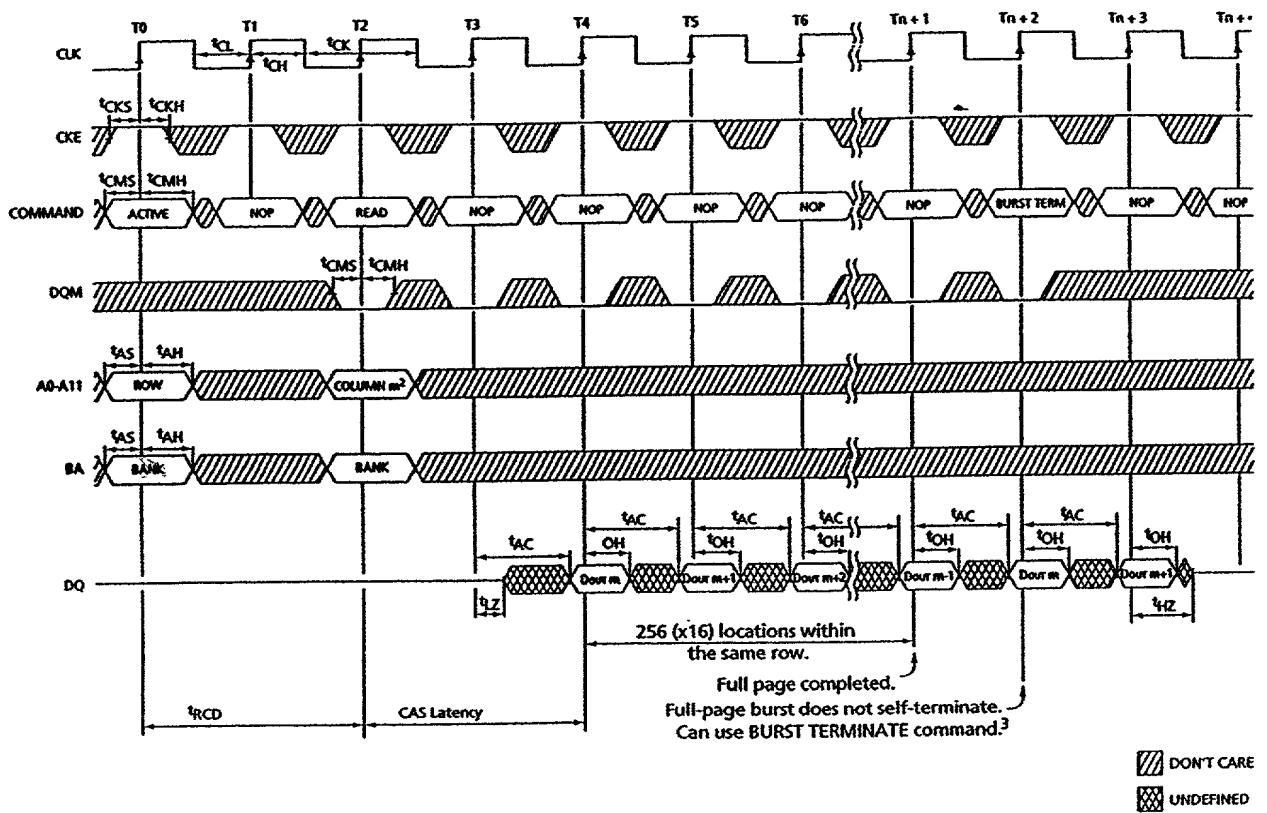 T0 T1 T2 T3 T4 T5 T6 Tn + 1 Tn + 2 Tn + 3 Tn +
CLK tCL tCH tCK
tCKS tCKH
CKE
tCMS tCMH
COMMAND ACTIVE NOP READ NOP NOP NOP NOP NOP BURST TERM NOP NOP
tCMS tCMH
DQM
tAS tAH
A0-A11 ROW COLUMN m2
tAS tAH
BA BANK BANK
tAC tAC tAC tAC tAC tAC
OH tOH tOH tOH tOH tOH
DQ DOUT m DOUT m+1 DOUT m+2 DOUT m-1 DOUT m DOUT m+1
tLZ tHZ
256 (x16) locations within
the same row.
Full page completed.
Full-page burst does not self-terminate.
Can use BURST TERMINATE command.3
tRCD CAS Latency
DON'T CARE
UNDEFINED